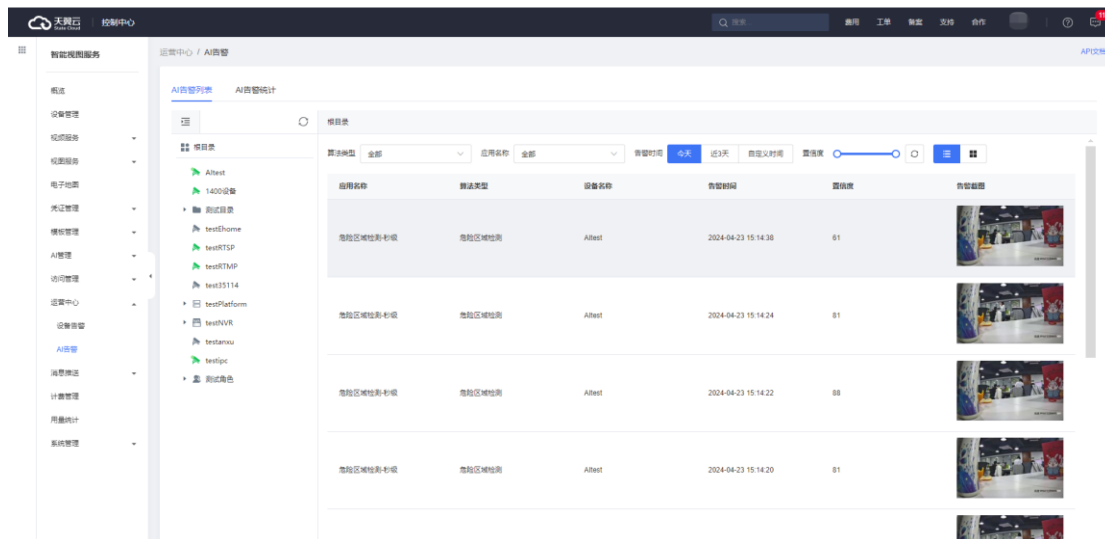 天翼云 State Cloud 控制中心 搜索 费用 工单 备案 支持 合作 11
智能视图服务
概览
设备管理
视频服务
视图服务
电子地图
凭证管理
模板管理
AI管理
访问管理
运营中心
设备告警
AI告警
消息推送
计费管理
用量统计
系统管理
运营中心 / AI告警 API文档
AI告警列表 AI告警统计
根目录
AItest
1400设备
测试目录
testEhome
testRTSP
testRTMP
test35114
testPlatform
testNVR
testanxu
testipc
测试角色
根目录
算法类型 全部 应用名称 全部 告警时间 今天 近3天 自定义时间 置信度
应用名称 算法类型 设备名称 告警时间 置信度 告警截图
危险区域检测-秒级 危险区域检测 AItest 2024-04-23 15:14:38 61
危险区域检测-秒级 危险区域检测 AItest 2024-04-23 15:14:24 81
危险区域检测-秒级 危险区域检测 AItest 2024-04-23 15:14:22 88
危险区域检测-秒级 危险区域检测 AItest 2024-04-23 15:14:20 81